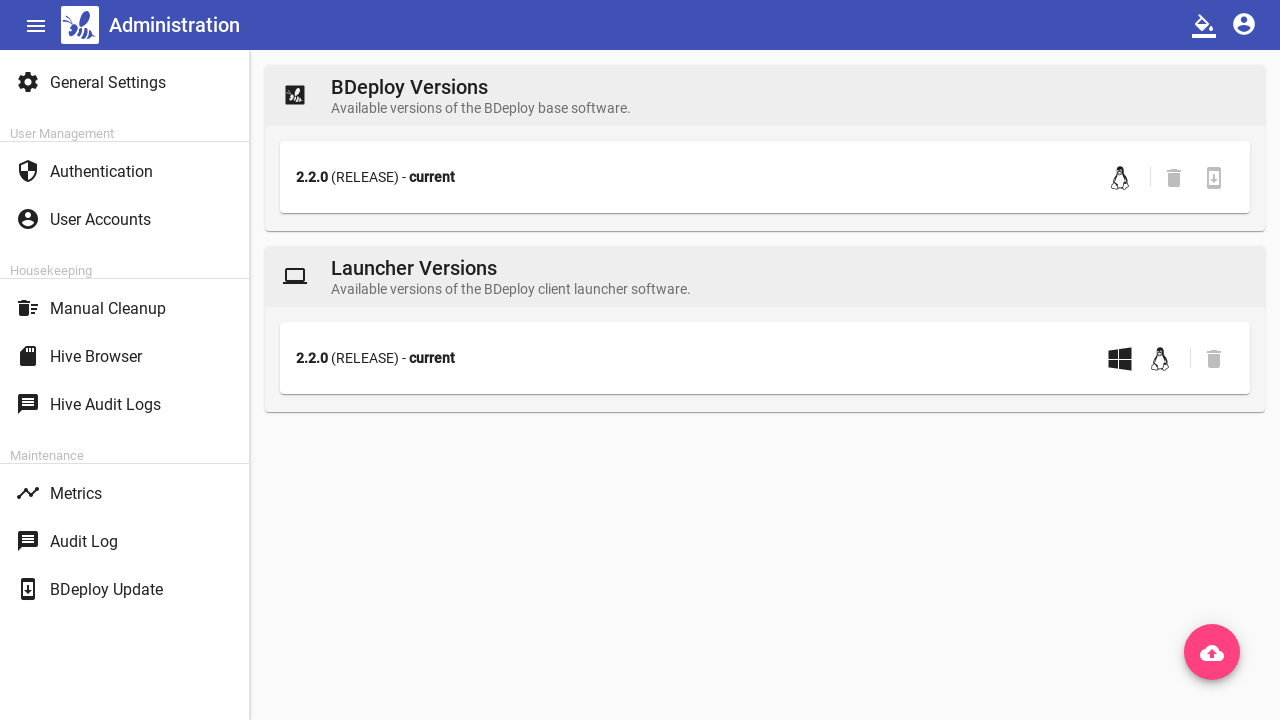 Administration
General Settings
User Management
Authentication
User Accounts
Housekeeping
Manual Cleanup
Hive Browser
Hive Audit Logs
Maintenance
Metrics
Audit Log
BDeploy Update
BDeploy Versions
Available versions of the BDeploy base software.
2.2.0 (RELEASE) - current
Launcher Versions
Available versions of the BDeploy client launcher software.
2.2.0 (RELEASE) - current